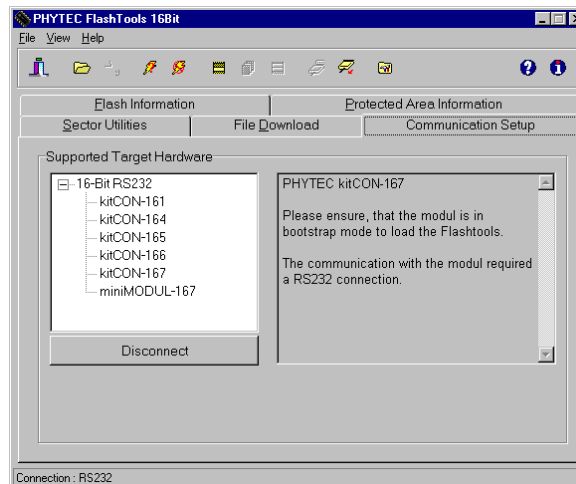 PHYTEC FlashTools 16Bit
File View Help
Flash Information
Protected Area Information
Sector Utilities
File Download
Communication Setup
Supported Target Hardware
16-Bit RS232
kitCON-161
kitCON-164
kitCON-165
kitCON-166
kitCON-167
miniMODUL-167
PHYTEC kitCON-167
Please ensure, that the modul is in
bootstrap mode to load the Flashtools.
The communication with the modul required
a RS232 connection.
Disconnect
Connection : RS232